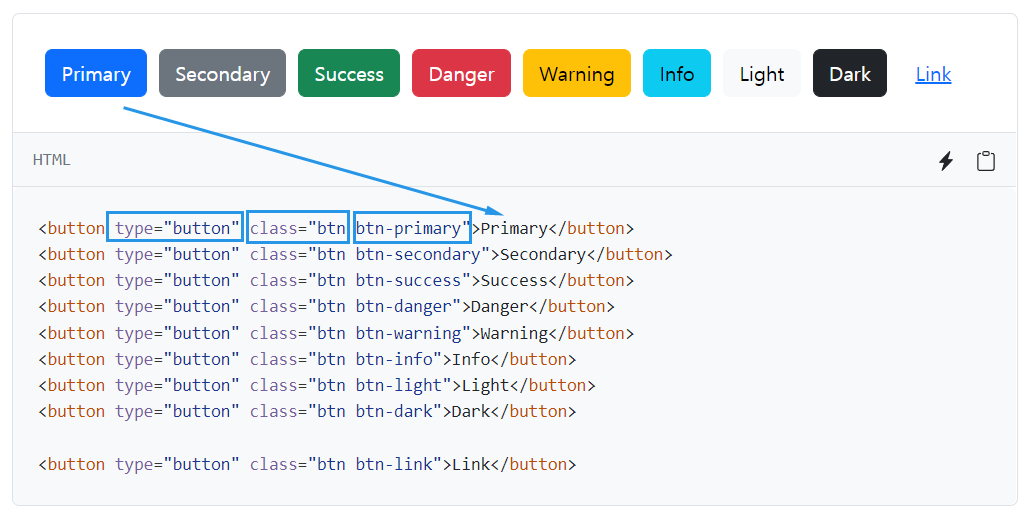 Primary Secondary Success Danger Warning Info Light Dark Link
HTML
<button type="button" class="btn btn-primary">Primary</button>
<button type="button" class="btn btn-secondary">Secondary</button>
<button type="button" class="btn btn-success">Success</button>
<button type="button" class="btn btn-danger">Danger</button>
<button type="button" class="btn btn-warning">Warning</button>
<button type="button" class="btn btn-info">Info</button>
<button type="button" class="btn btn-light">Light</button>
<button type="button" class="btn btn-dark">Dark</button>
<button type="button" class="btn btn-link">Link</button>